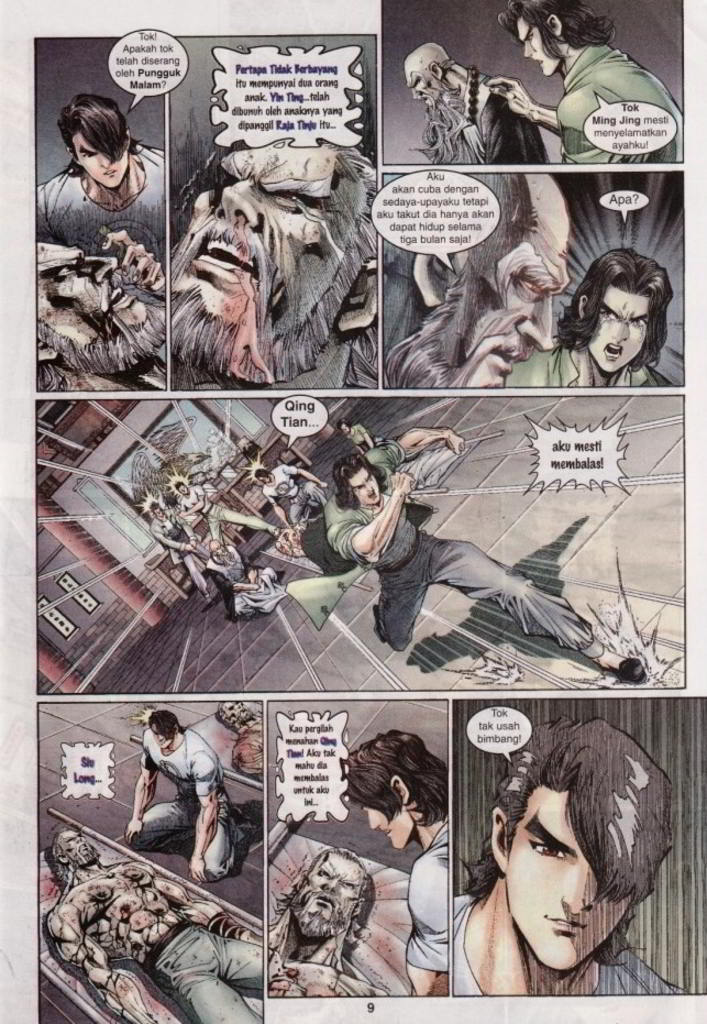 Tok!
Apakah tok
telah diserang
oleh Pungguk
Malam?
Pertapa Tidak Berbayang
itu mempunyai dua orang
anak. Yin Ting...telah
dibunuh oleh anaknya yang
dipanggil Raja Tinju itu...
Tok
Ming Jing mesti
menyelamatkan
ayahku!
Aku
akan cuba dengan
sedaya-upayaku tetapi
aku takut dia hanya akan
dapat hidup selama
tiga bulan saja!
Apa?
Qing
Tian...
aku mesti
membalas!
Siu
Long...
Kau pergilah
menahan Qing
Tian! Aku tak
mahu dia
membalas
untuk aku
ini...
Tok
tak usah
bimbang!
9